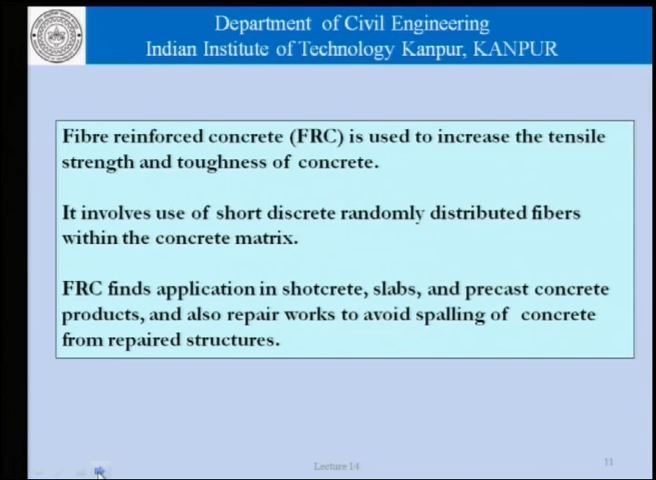 Department of Civil Engineering
Indian Institute of Technology Kanpur, KANPUR
Fibre reinforced concrete (FRC) is used to increase the tensile
strength and toughness of concrete.
It involves use of short discrete randomly distributed fibers
within the concrete matrix.
FRC finds application in shotcrete, slabs, and precast concrete
products, and also repair works to avoid spalling of concrete
from repaired structures.
Lecture 14
11